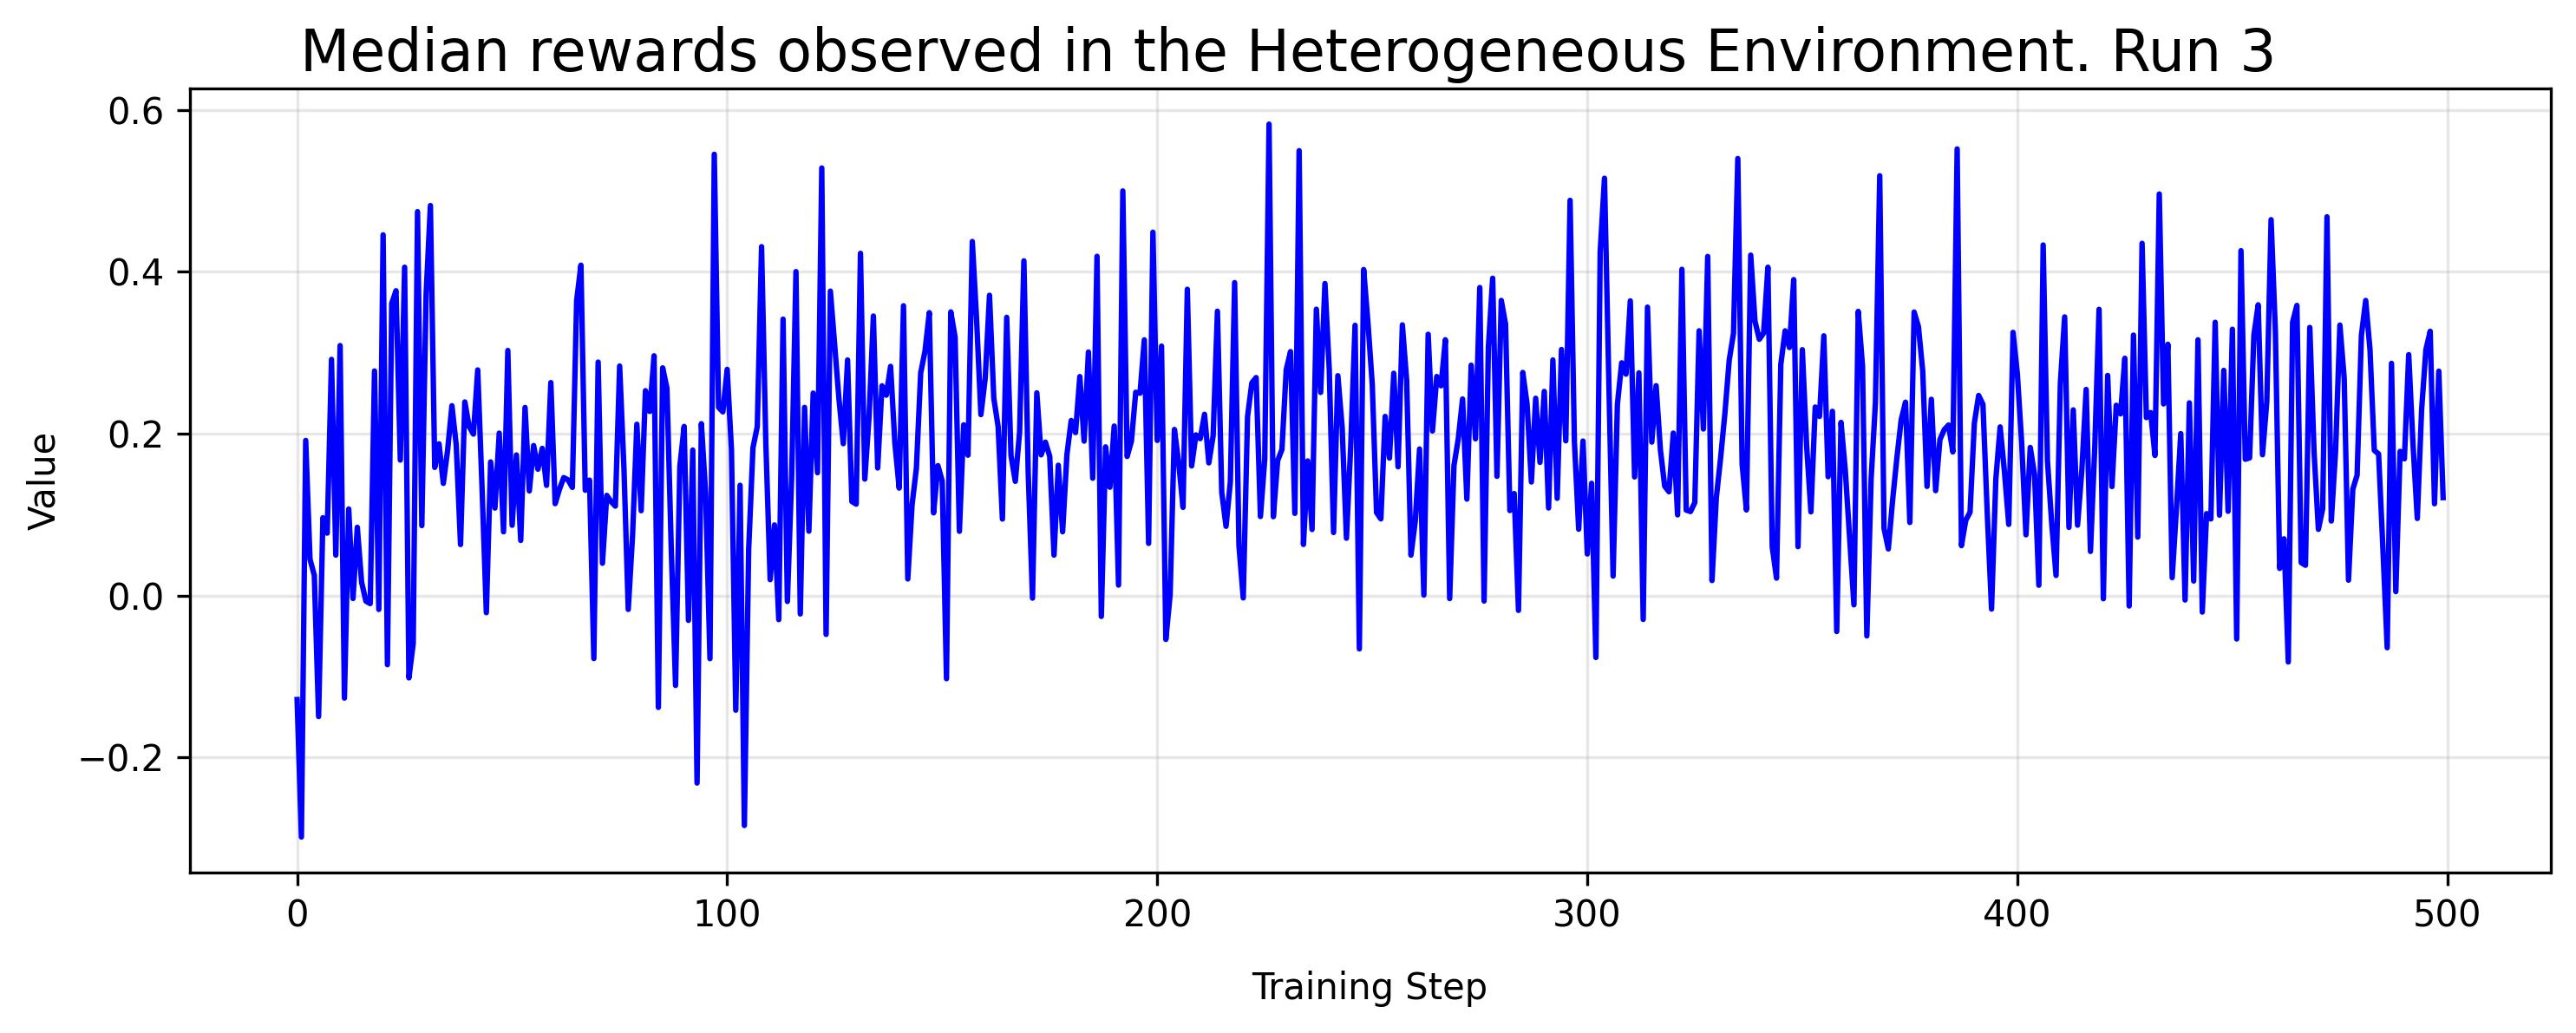 Median rewards observed in the Heterogeneous Environment. Run 3
0.6
0.4
0.2
0.0
−0.2
Value
0 100 200 300 400 500
Training Step